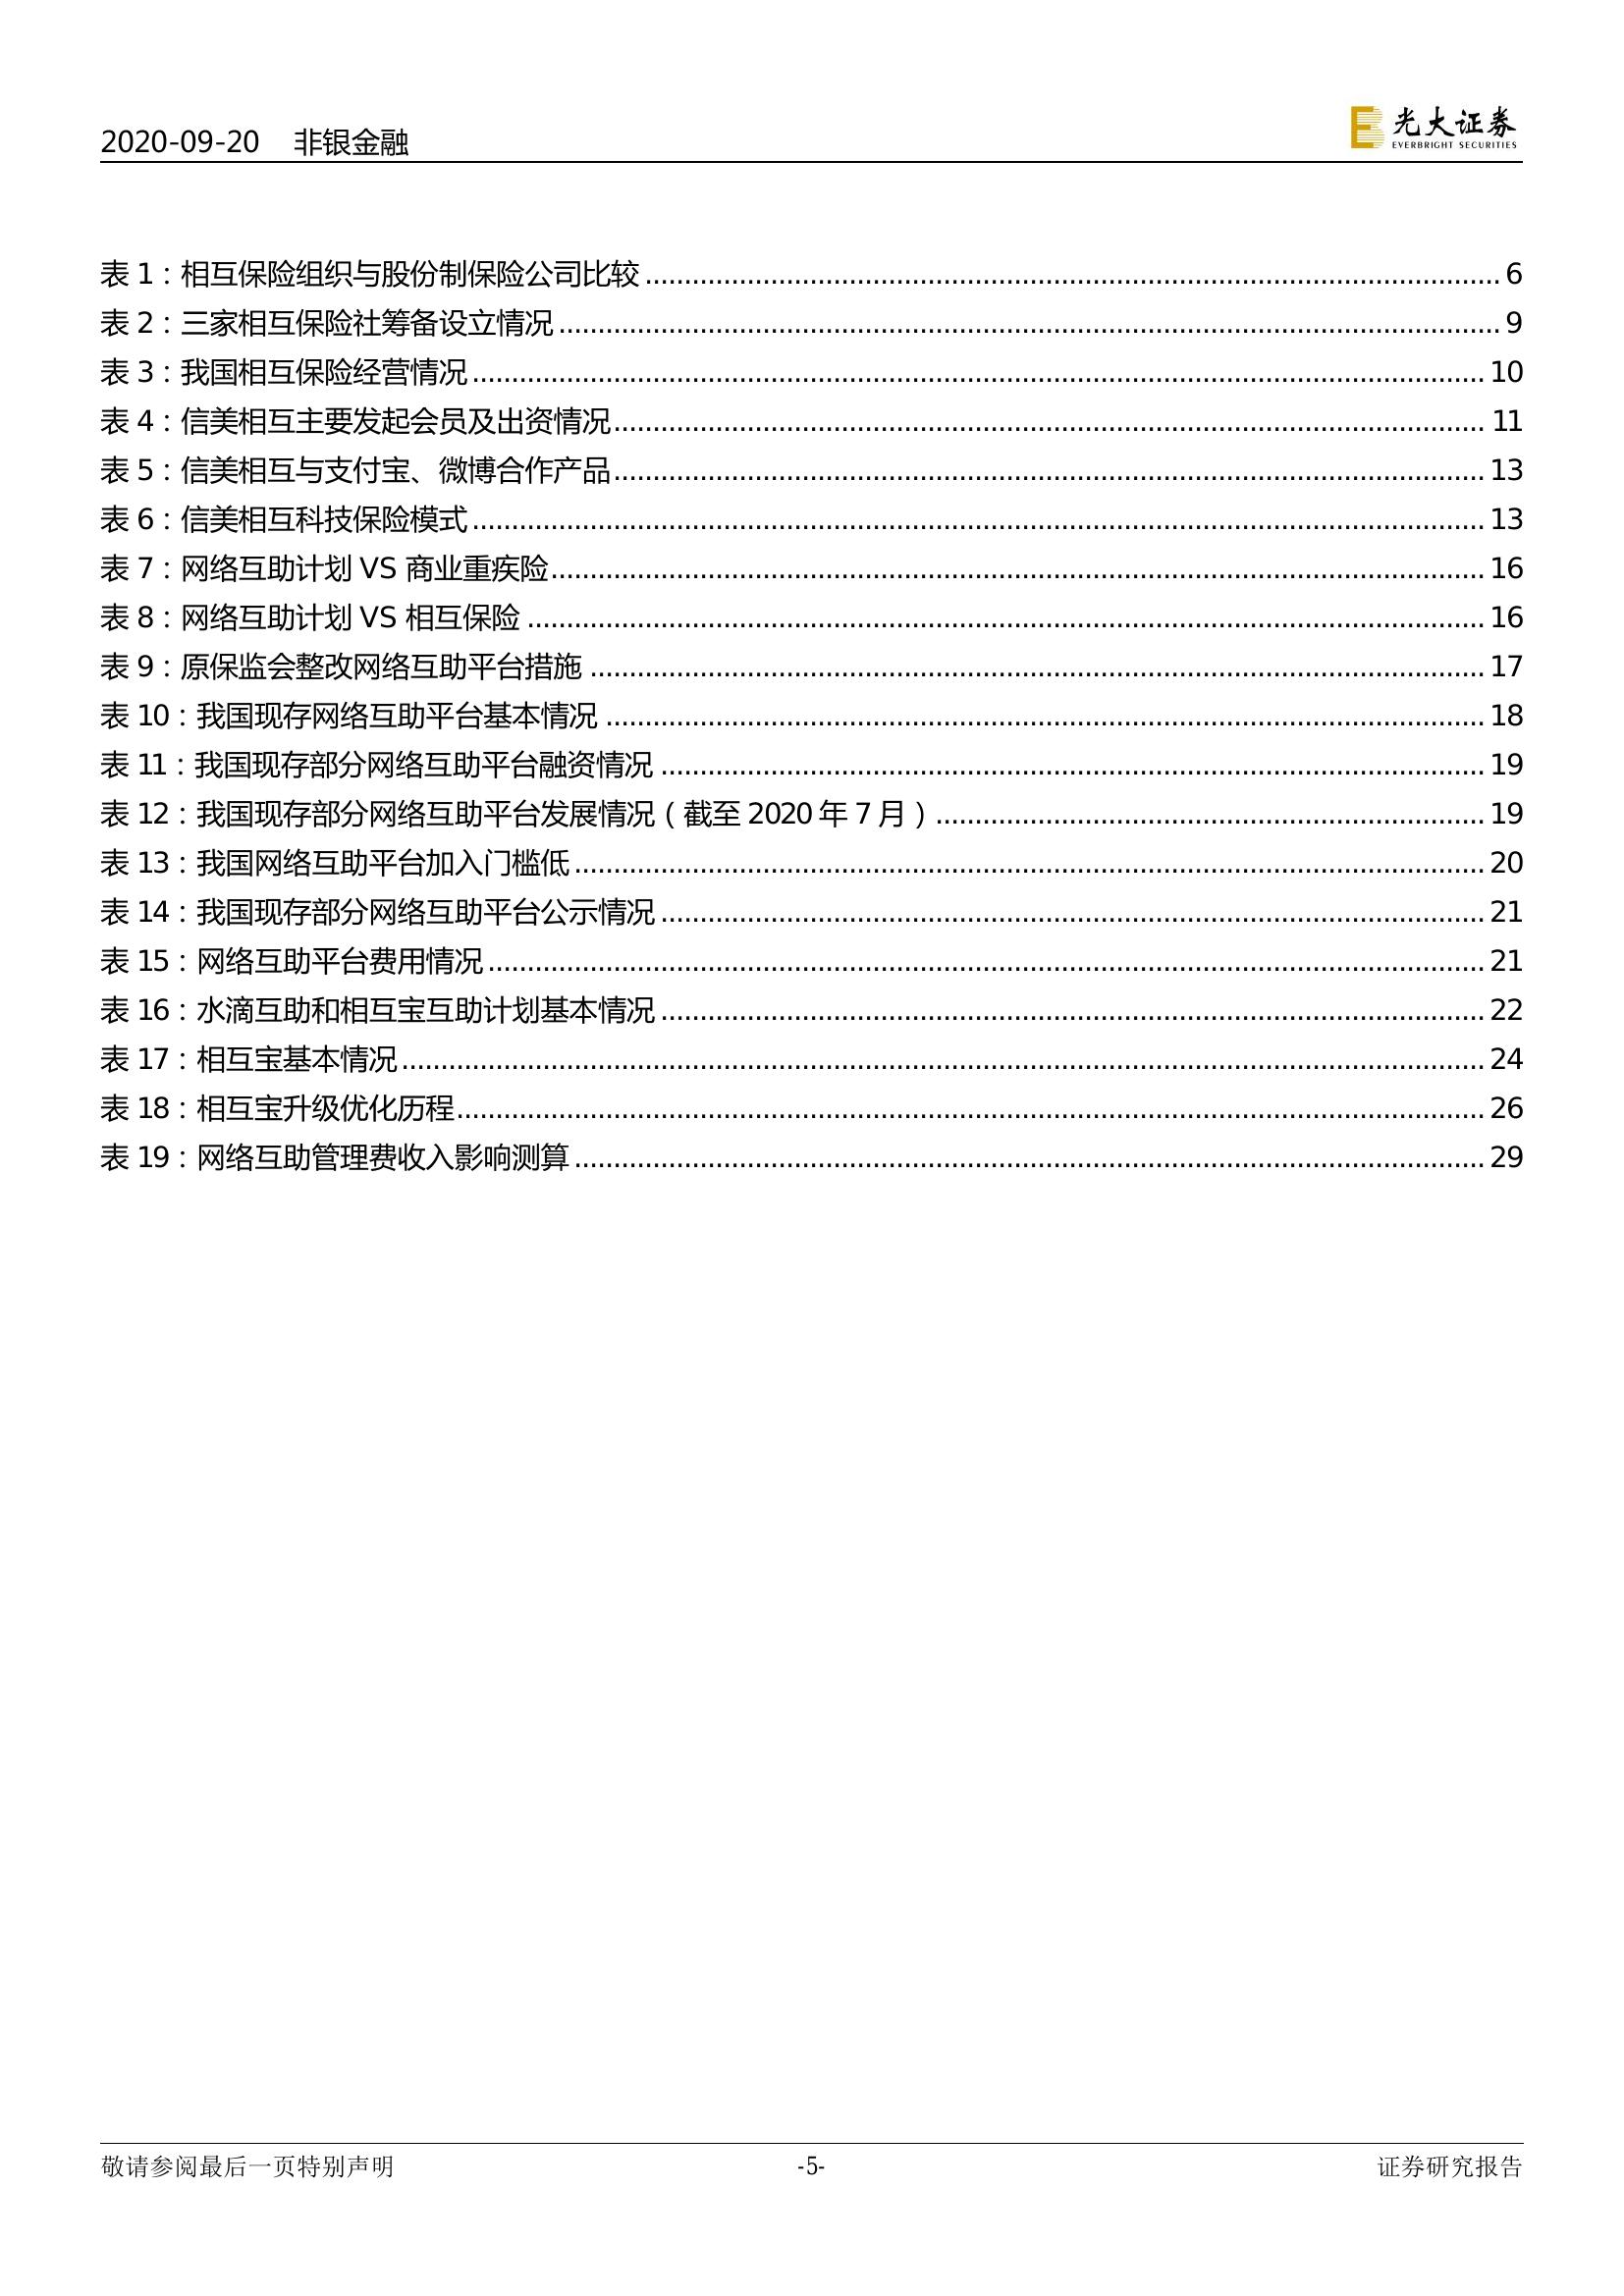 2020-09-20 非银金融
光大证券
EVERBRIGHT SECURITIES
表 1：相互保险组织与股份制保险公司比较 ........ 6
表 2：三家相互保险社筹备设立情况 ........ 9
表 3：我国相互保险经营情况 ........ 10
表 4：信美相互主要发起会员及出资情况 ........ 11
表 5：信美相互与支付宝、微博合作产品 ........ 13
表 6：信美相互科技保险模式 ........ 13
表 7：网络互助计划 VS 商业重疾险 ........ 16
表 8：网络互助计划 VS 相互保险 ........ 16
表 9：原保监会整改网络互助平台措施 ........ 17
表 10：我国现存网络互助平台基本情况 ........ 18
表 11：我国现存部分网络互助平台融资情况 ........ 19
表 12：我国现存部分网络互助平台发展情况（截至 2020 年 7 月） ........ 19
表 13：我国网络互助平台加入门槛低 ........ 20
表 14：我国现存部分网络互助平台公示情况 ........ 21
表 15：网络互助平台费用情况 ........ 21
表 16：水滴互助和相互宝互助计划基本情况 ........ 22
表 17：相互宝基本情况 ........ 24
表 18：相互宝升级优化历程 ........ 26
表 19：网络互助管理费收入影响测算 ........ 29
敬请参阅最后一页特别声明 -5- 证券研究报告